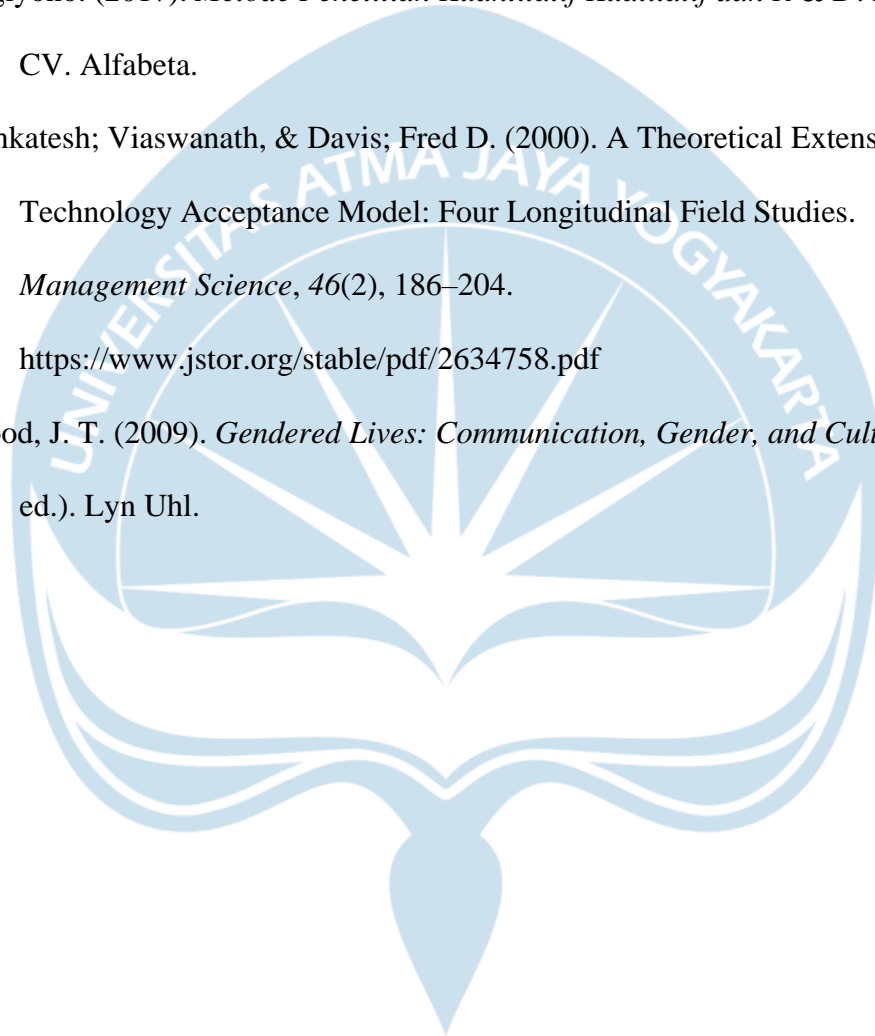 CV. Alfabeta.
nkatesh; Viaswanath, & Davis; Fred D. (2000). A Theoretical Extens
Technology Acceptance Model: Four Longitudinal Field Studies.
Management Science, 46(2), 186–204.
https://www.jstor.org/stable/pdf/2634758.pdf
od, J. T. (2009). Gendered Lives: Communication, Gender, and Cult
ed.). Lyn Uhl.
UNIVERSITAS ATMA JAYA YOGYAKARTA